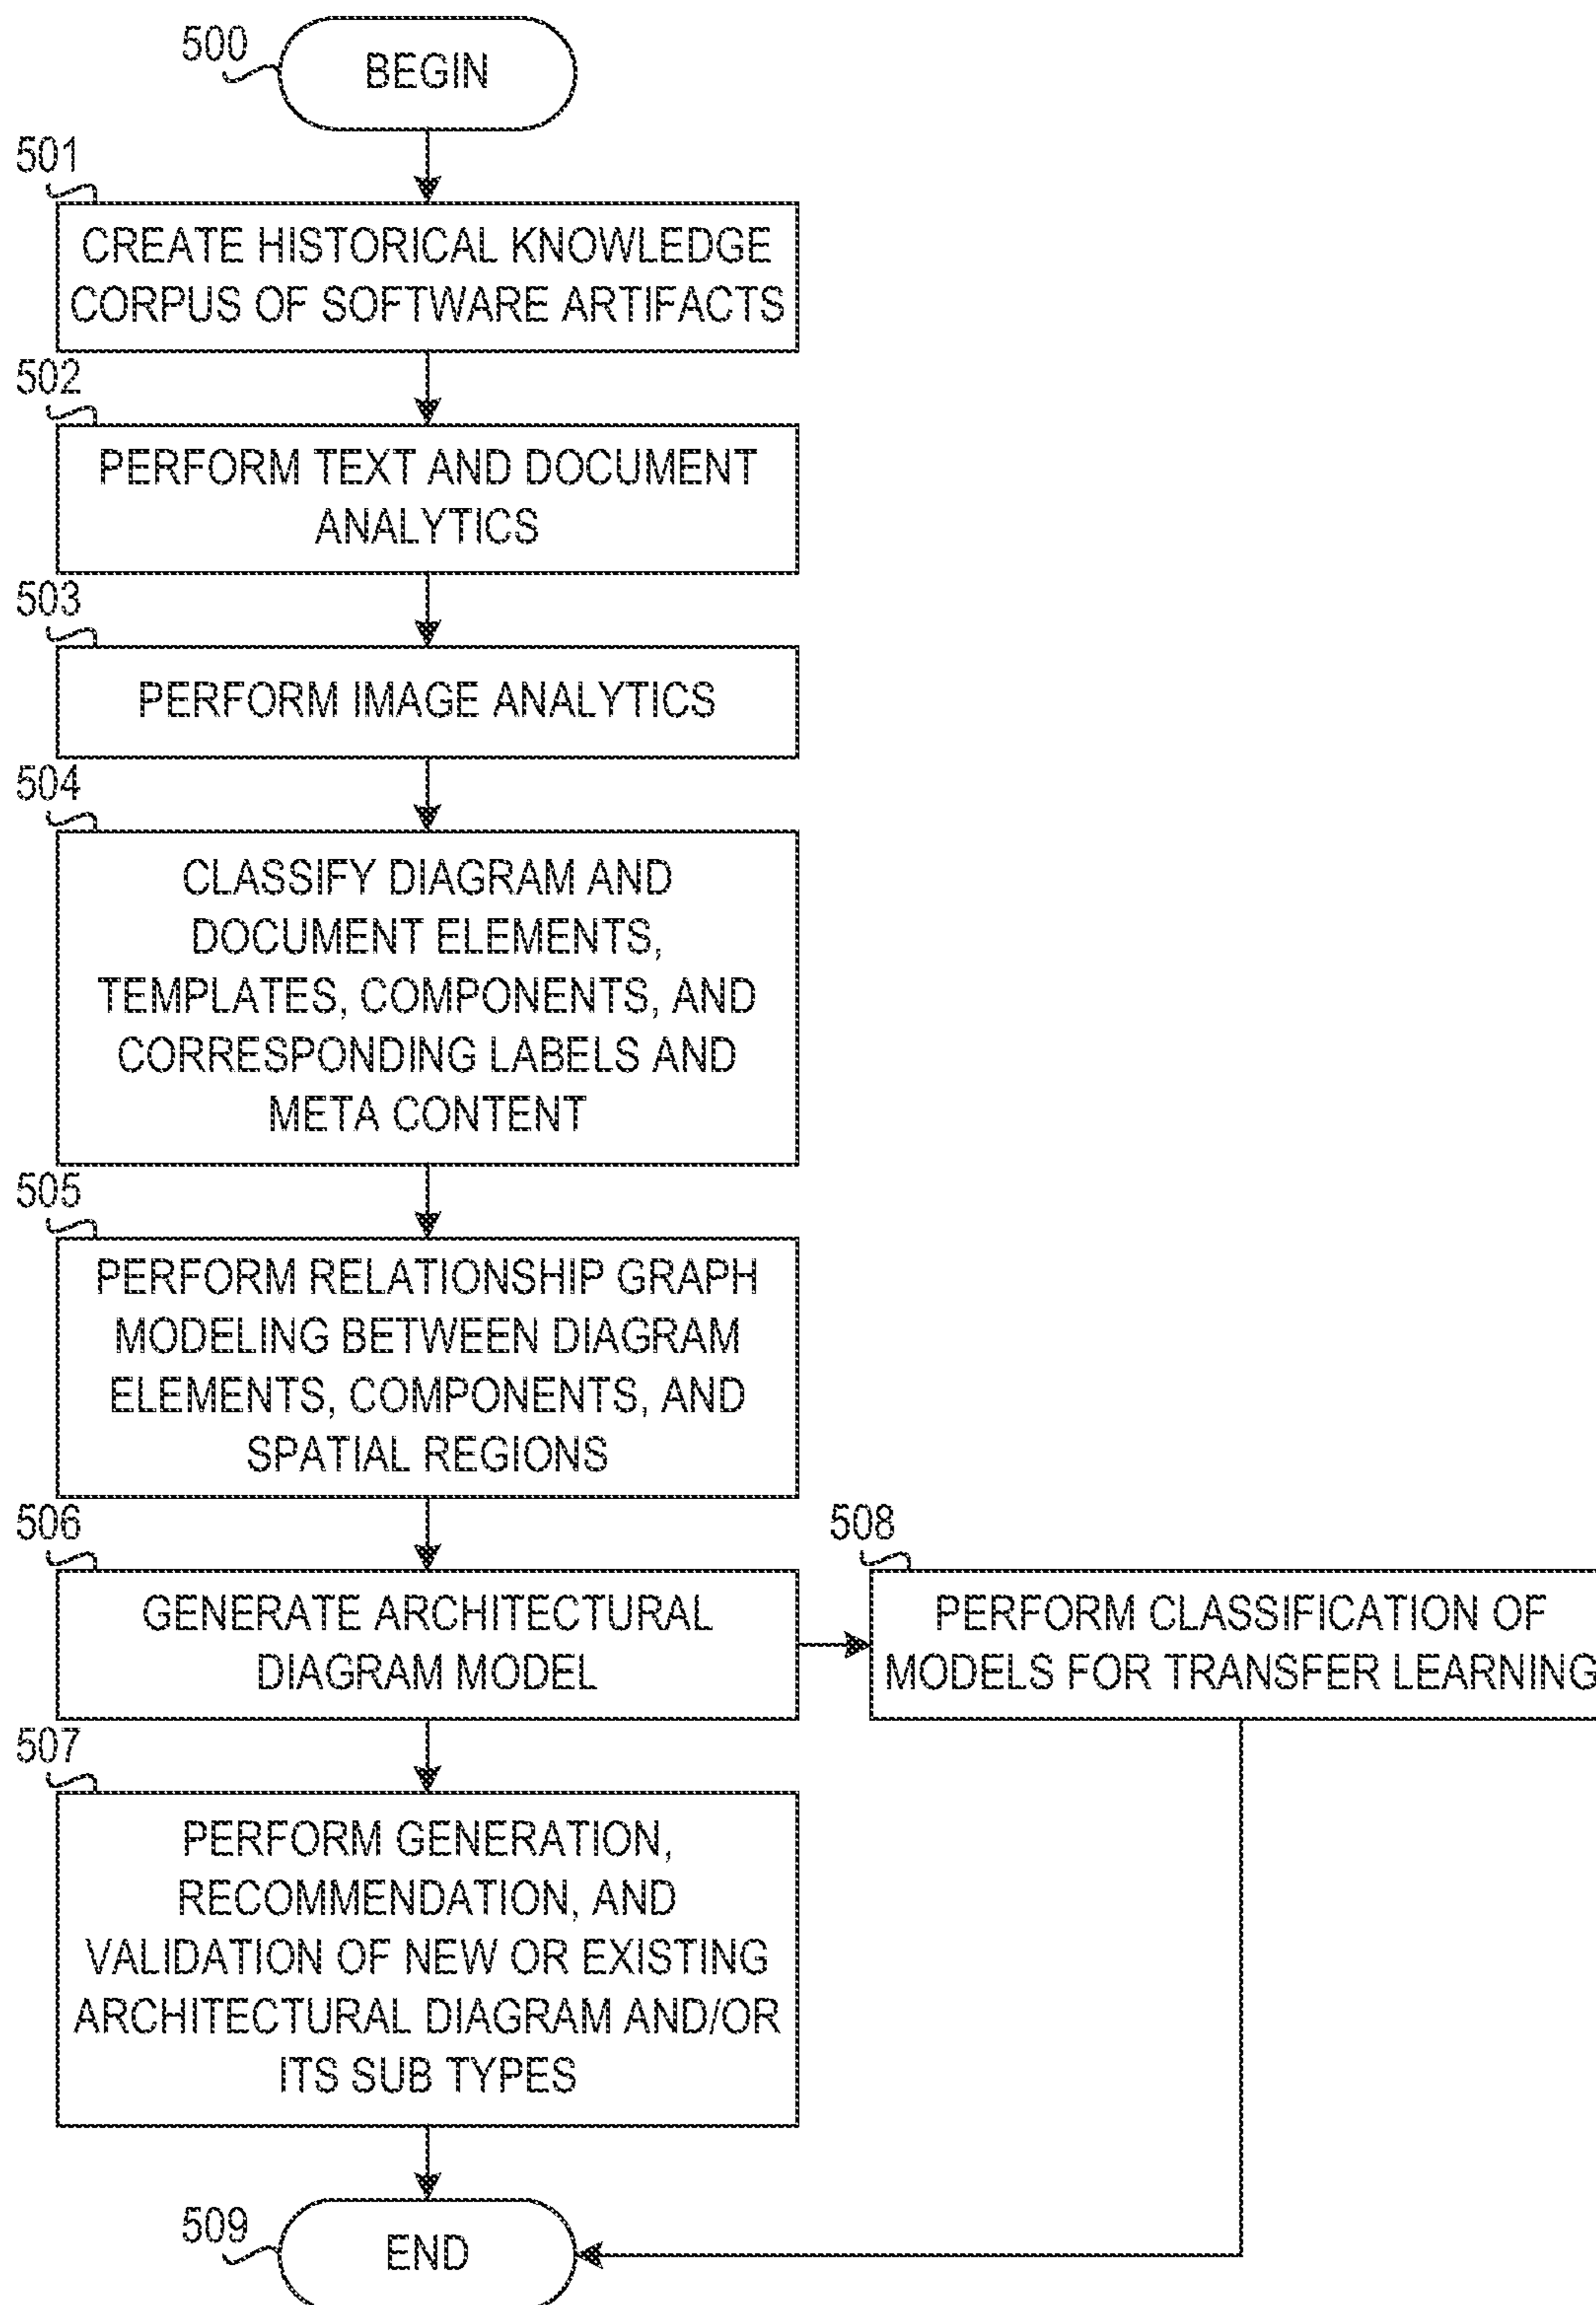 500
BEGIN
501
CREATE HISTORICAL KNOWLEDGE
CORPUS OF SOFTWARE ARTIFACTS
502
PERFORM TEXT AND DOCUMENT
ANALYTICS
503
PERFORM IMAGE ANALYTICS
504
CLASSIFY DIAGRAM AND
DOCUMENT ELEMENTS,
TEMPLATES, COMPONENTS, AND
CORRESPONDING LABELS AND
META CONTENT
505
PERFORM RELATIONSHIP GRAPH
MODELING BETWEEN DIAGRAM
ELEMENTS, COMPONENTS, AND
SPATIAL REGIONS
506
GENERATE ARCHITECTURAL
DIAGRAM MODEL
508
PERFORM CLASSIFICATION OF
MODELS FOR TRANSFER LEARNING
507
PERFORM GENERATION,
RECOMMENDATION, AND
VALIDATION OF NEW OR EXISTING
ARCHITECTURAL DIAGRAM AND/OR
ITS SUB TYPES
509
END